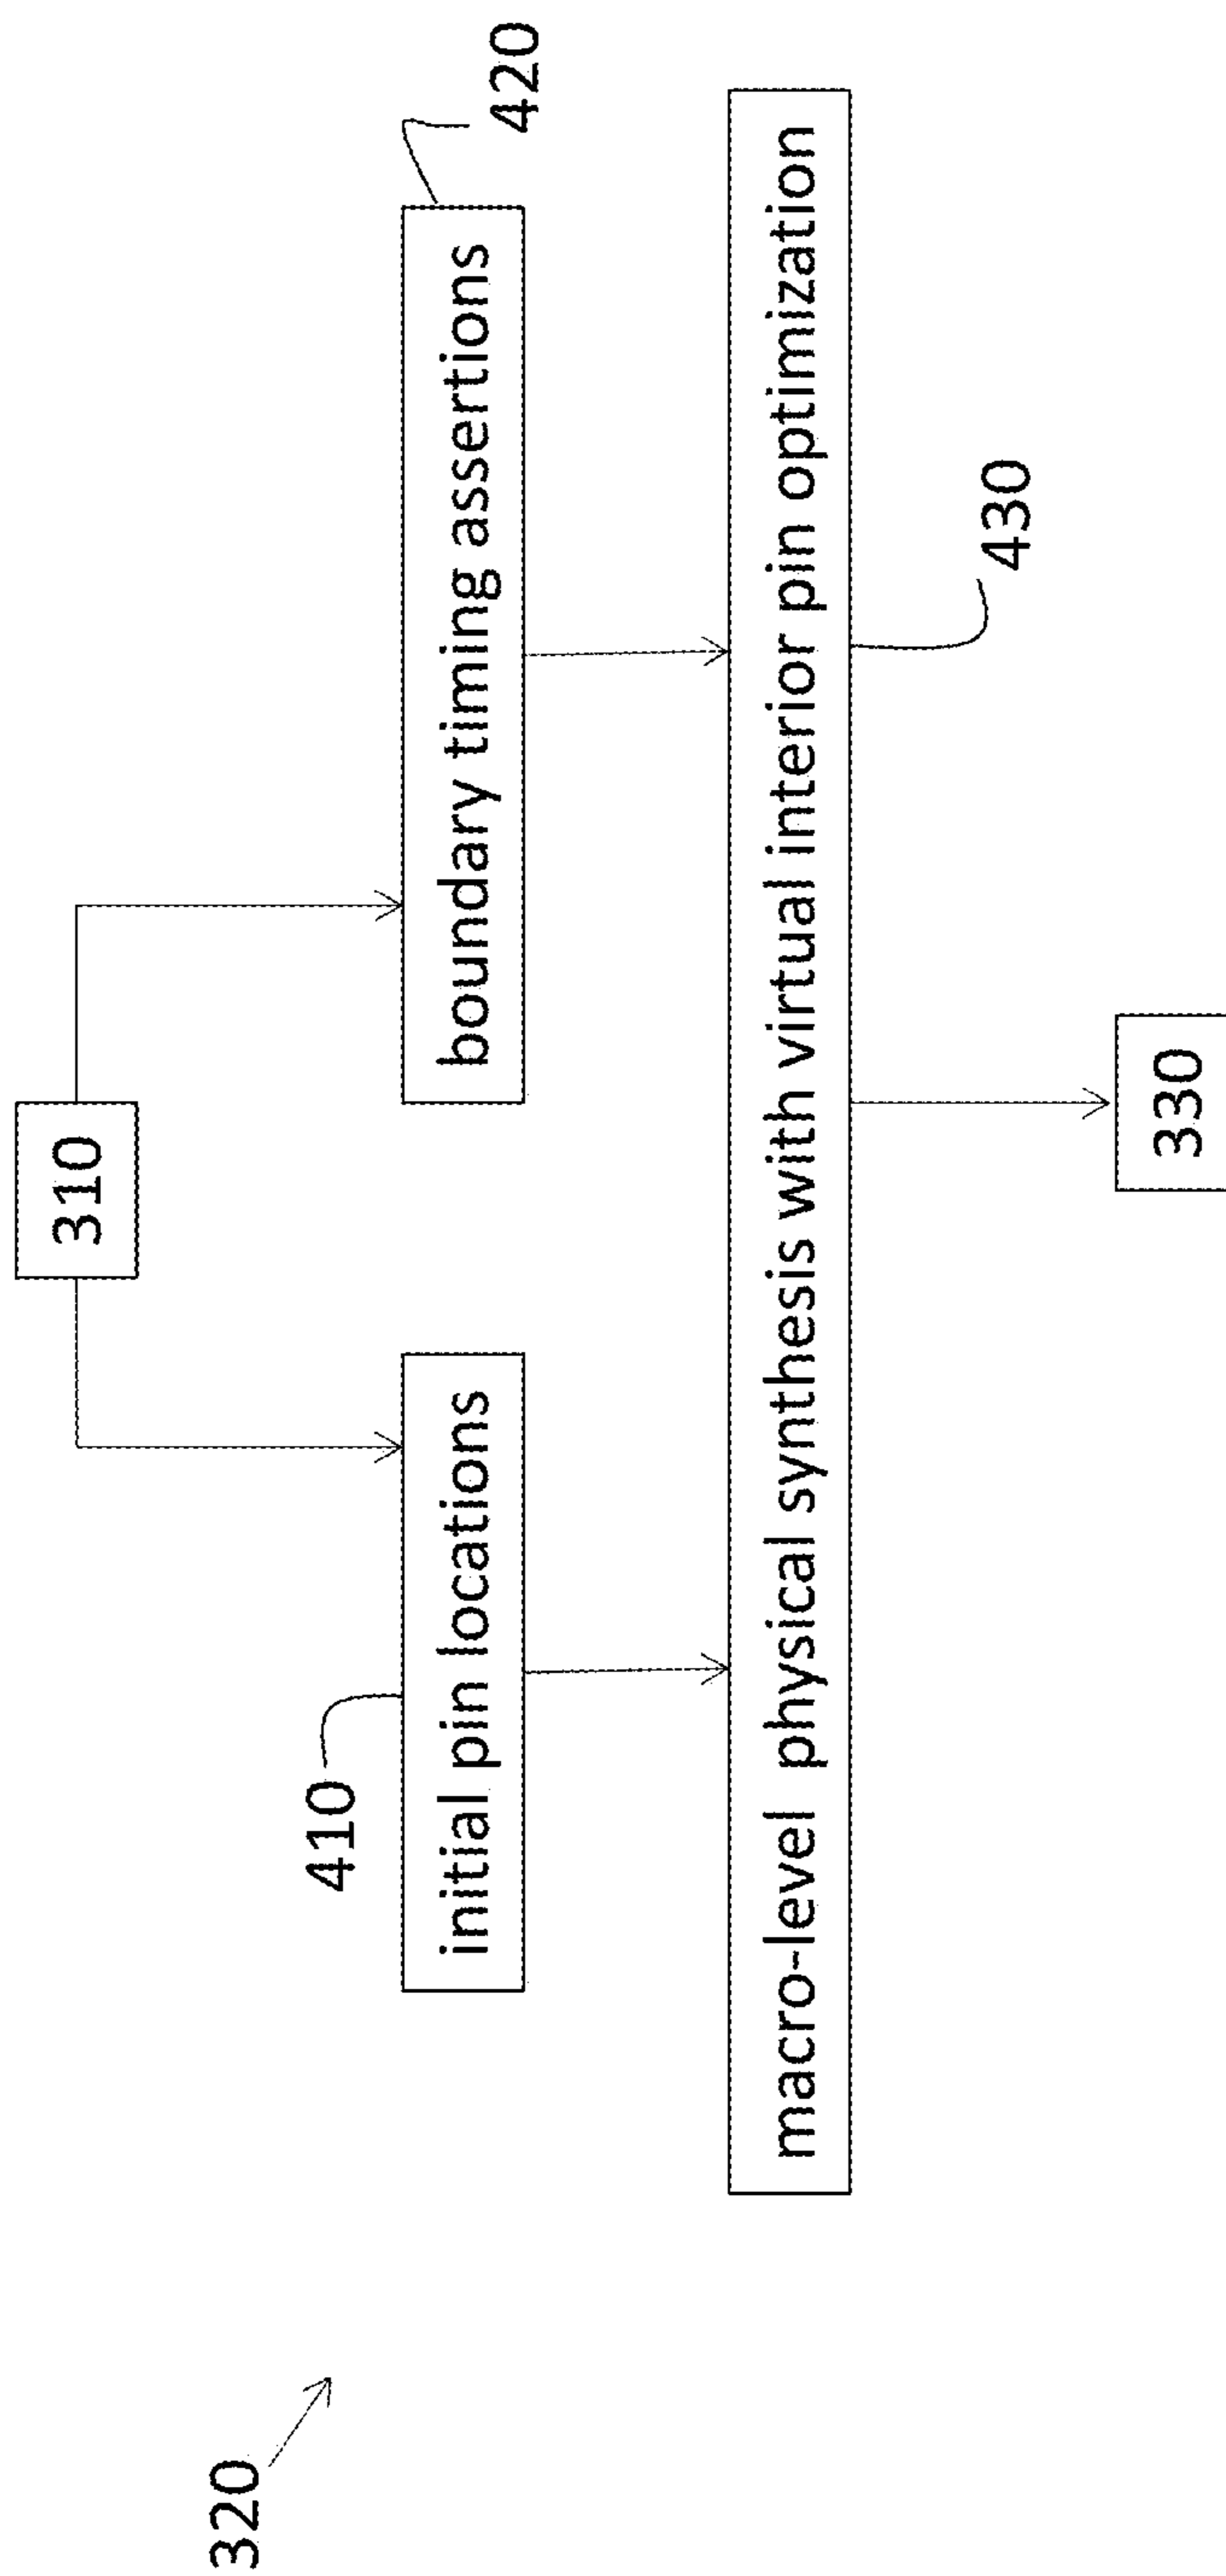 320
310
410
initial pin locations
boundary timing assertions
420
macro-level physical synthesis with virtual interior pin optimization
430
330